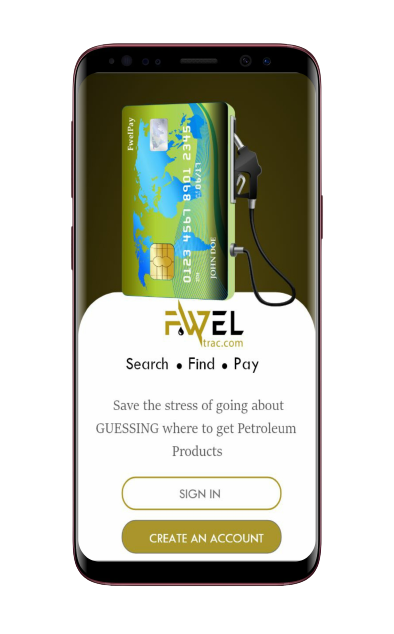 FwelPay
0123 4567 8901 2345
09/17
JOHN DOE
FWEL
trac.com
Search • Find • Pay
Save the stress of going about
GUESSING where to get Petroleum
Products
SIGN IN
CREATE AN ACCOUNT